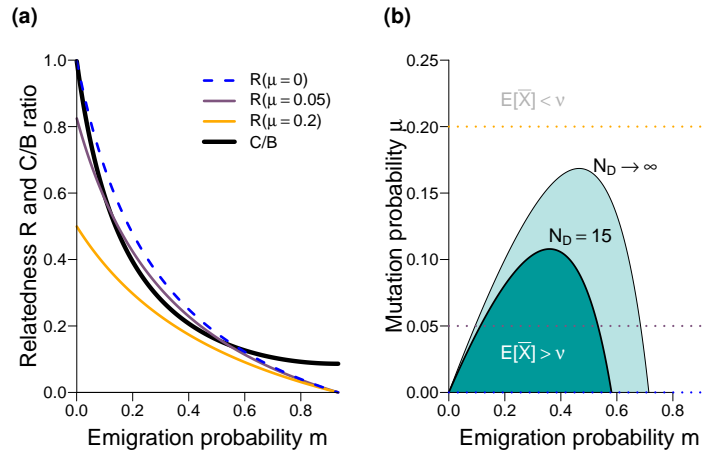 (a)
Relatedness R and C/B ratio
1.0
0.8
0.6
0.4
0.2
0.0
R(μ = 0)
R(μ = 0.05)
R(μ = 0.2)
C/B
0.0 0.2 0.4 0.6 0.8
Emigration probability m
(b)
Mutation probability μ
0.25
0.20
0.15
0.10
0.05
0.00
E[X̅] < ν
N_D → ∞
N_D = 15
E[X̅] > ν
0.0 0.2 0.4 0.6 0.8
Emigration probability m